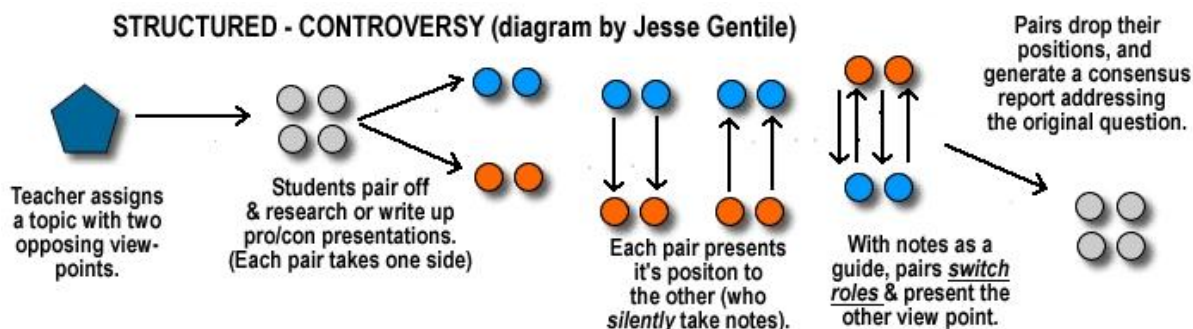 STRUCTURED - CONTROVERSY (diagram by Jesse Gentile)
Teacher assigns
a topic with two
opposing view-
points.
Students pair off
& research or write up
pro/con presentations.
(Each pair takes one side)
Each pair presents
it's positon to
the other (who
silently take notes).
With notes as a
guide, pairs switch
roles & present the
other view point.
Pairs drop their
positions, and
generate a consensus
report addressing
the original question.